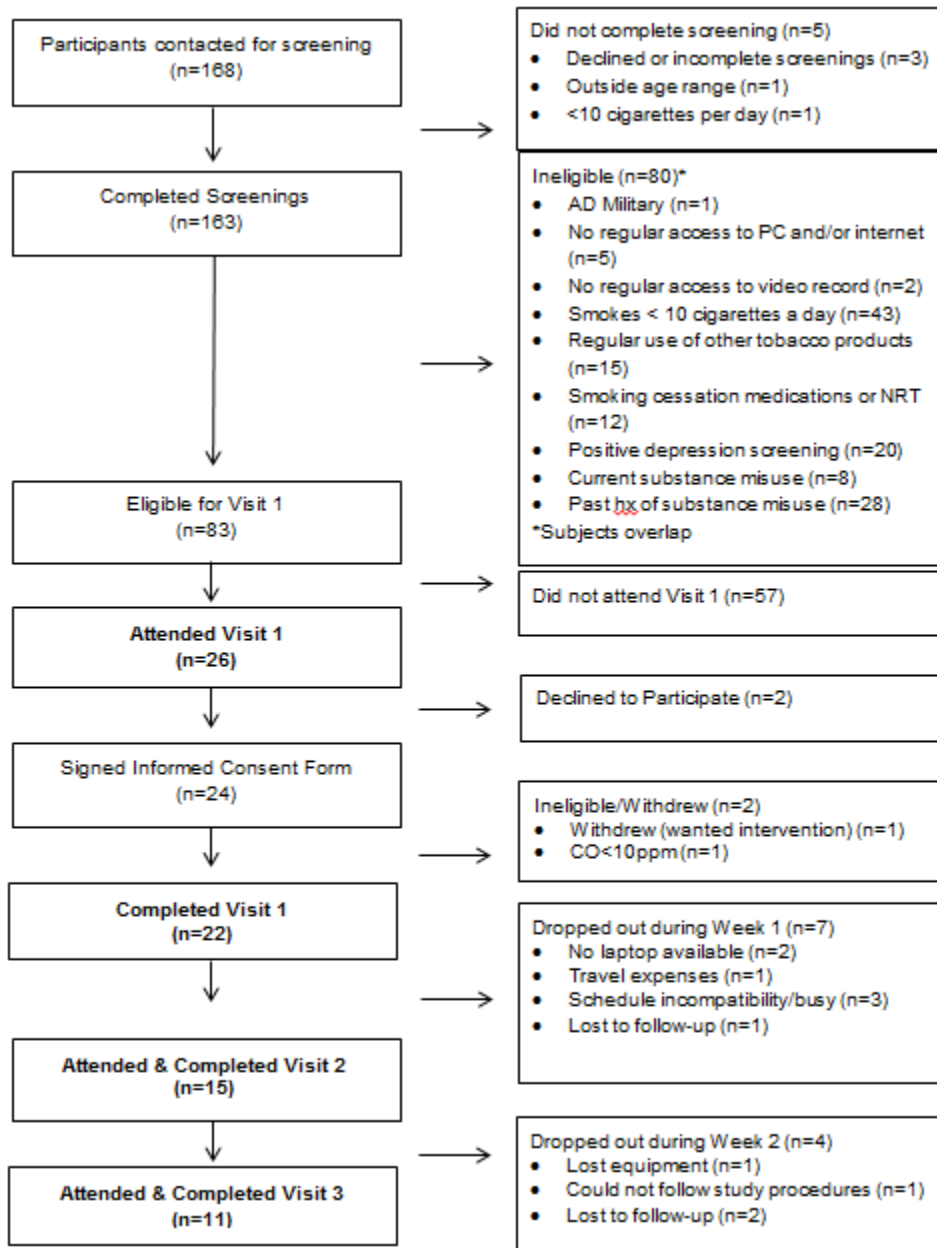 Participants contacted for screening
(n=168)
Did not complete screening (n=5)
• Declined or incomplete screenings (n=3)
• Outside age range (n=1)
• <10 cigarettes per day (n=1)
Completed Screenings
(n=163)
Ineligible (n=80)*
• AD Military (n=1)
• No regular access to PC and/or internet
(n=5)
• No regular access to video record (n=2)
• Smokes < 10 cigarettes a day (n=43)
• Regular use of other tobacco products
(n=15)
• Smoking cessation medications or NRT
(n=12)
• Positive depression screening (n=20)
• Current substance misuse (n=8)
• Past hx of substance misuse (n=28)
*Subjects overlap
Eligible for Visit 1
(n=83)
Did not attend Visit 1 (n=57)
Attended Visit 1
(n=26)
Declined to Participate (n=2)
Signed Informed Consent Form
(n=24)
Ineligible/Withdrew (n=2)
• Withdrew (wanted intervention) (n=1)
• CO<10ppm (n=1)
Completed Visit 1
(n=22)
Dropped out during Week 1 (n=7)
• No laptop available (n=2)
• Travel expenses (n=1)
• Schedule incompatibility/busy (n=3)
• Lost to follow-up (n=1)
Attended & Completed Visit 2
(n=15)
Dropped out during Week 2 (n=4)
• Lost equipment (n=1)
• Could not follow study procedures (n=1)
• Lost to follow-up (n=2)
Attended & Completed Visit 3
(n=11)